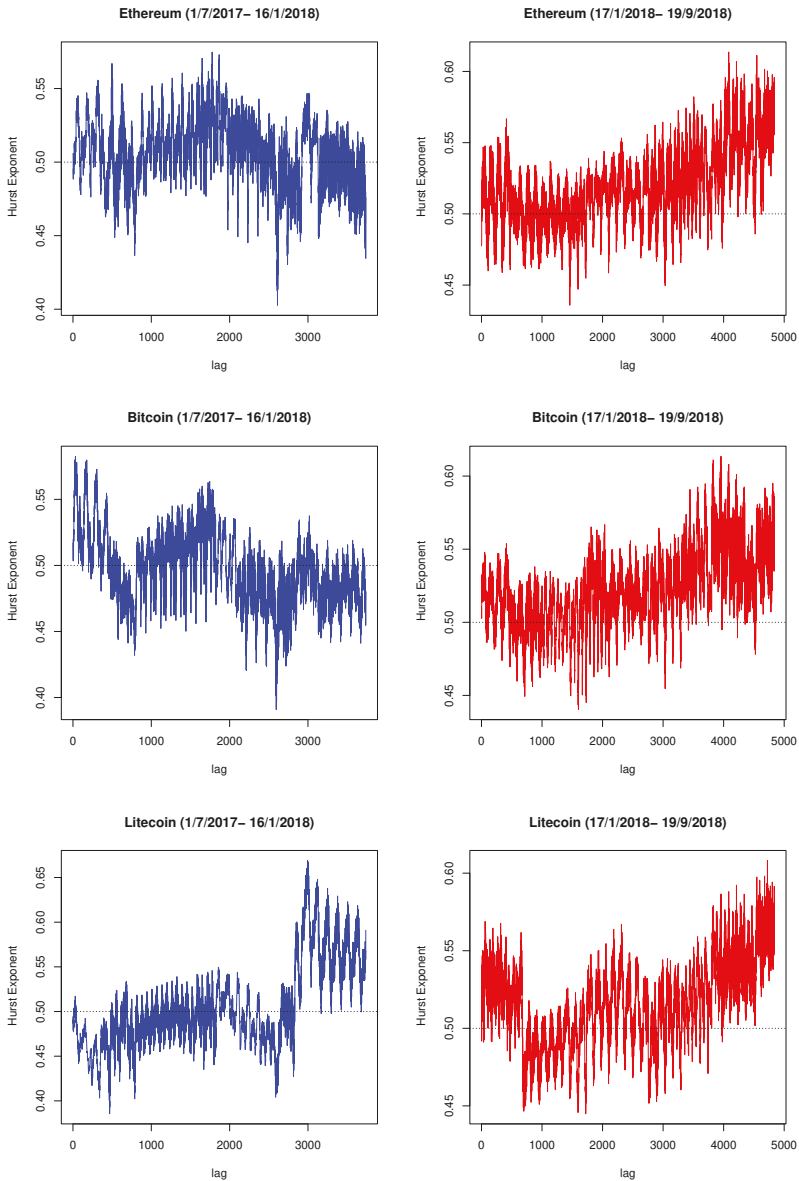 Ethereum (1/7/2017− 16/1/2018)
Hurst Exponent
0.55
0.50
0.45
0.40
0 1000 2000 3000
lag
Ethereum (17/1/2018− 19/9/2018)
Hurst Exponent
0.60
0.55
0.50
0.45
0 1000 2000 3000 4000 5000
lag
Bitcoin (1/7/2017− 16/1/2018)
Hurst Exponent
0.55
0.50
0.45
0.40
0 1000 2000 3000
lag
Bitcoin (17/1/2018− 19/9/2018)
Hurst Exponent
0.60
0.55
0.50
0.45
0 1000 2000 3000 4000 5000
lag
Litecoin (1/7/2017− 16/1/2018)
Hurst Exponent
0.65
0.60
0.55
0.50
0.45
0.40
0 1000 2000 3000
lag
Litecoin (17/1/2018− 19/9/2018)
Hurst Exponent
0.60
0.55
0.50
0.45
0 1000 2000 3000 4000 5000
lag